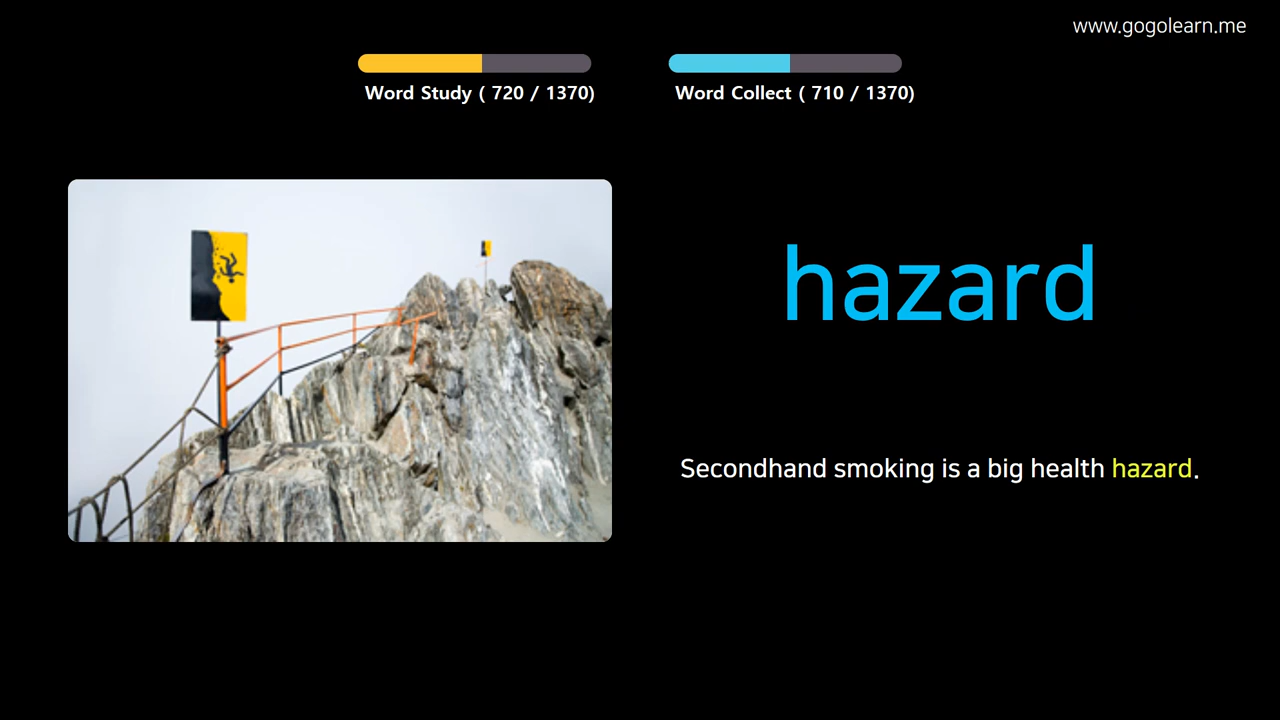 www.gogolearn.me
Word Study ( 720 / 1370)
Word Collect ( 710 / 1370)
hazard
Secondhand smoking is a big health hazard.